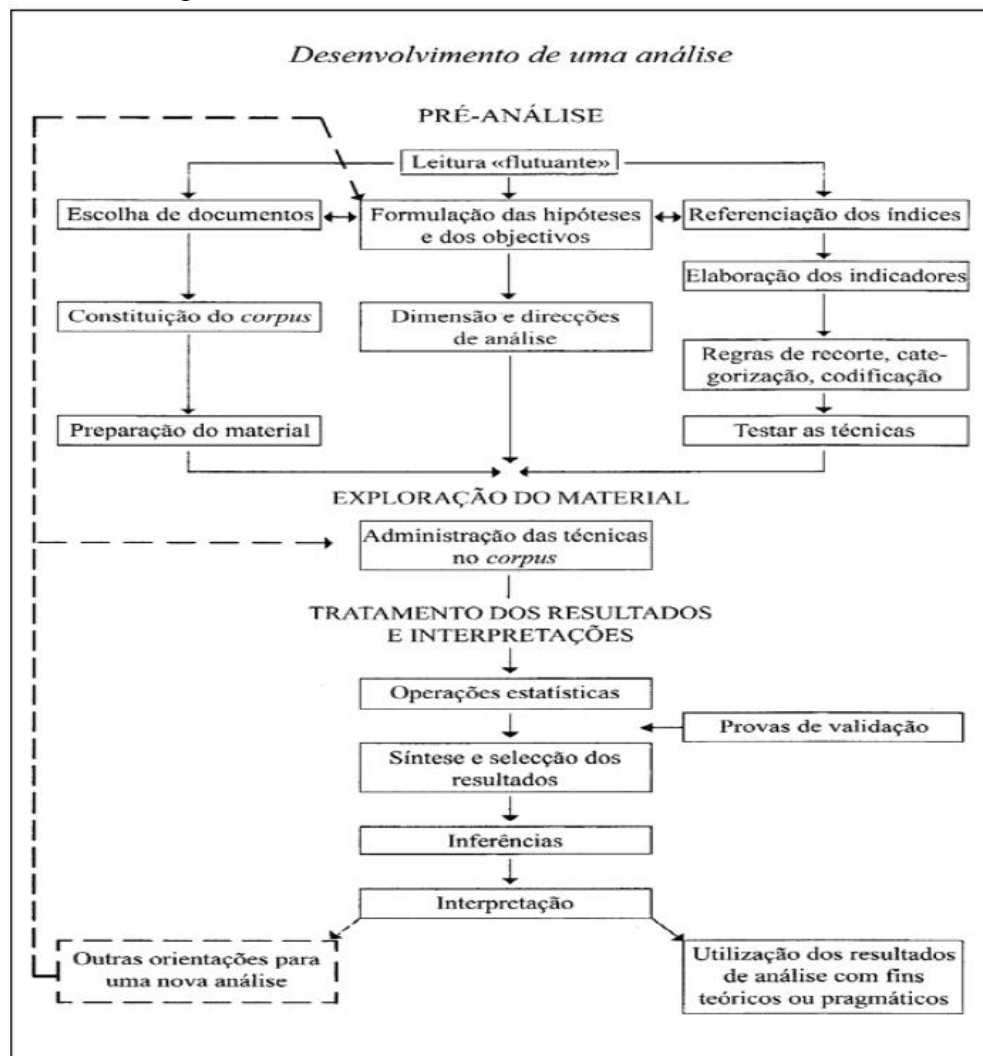 Desenvolvimento de uma análise
PRÉ-ANÁLISE
Leitura «flutuante»
Escolha de documentos
Formulação das hipóteses
e dos objectivos
Referenciação dos índices
Elaboração dos indicadores
Constituição do corpus
Dimensão e direcções
de análise
Regras de recorte, cate-
gorização, codificação
Preparação do material
Testar as técnicas
EXPLORAÇÃO DO MATERIAL
Administração das técnicas
no corpus
TRATAMENTO DOS RESULTADOS
E INTERPRETAÇÕES
Operações estatísticas
Provas de validação
Síntese e selecção dos
resultados
Inferências
Interpretação
Outras orientações para
uma nova análise
Utilização dos resultados
de análise com fins
teóricos ou pragmáticos